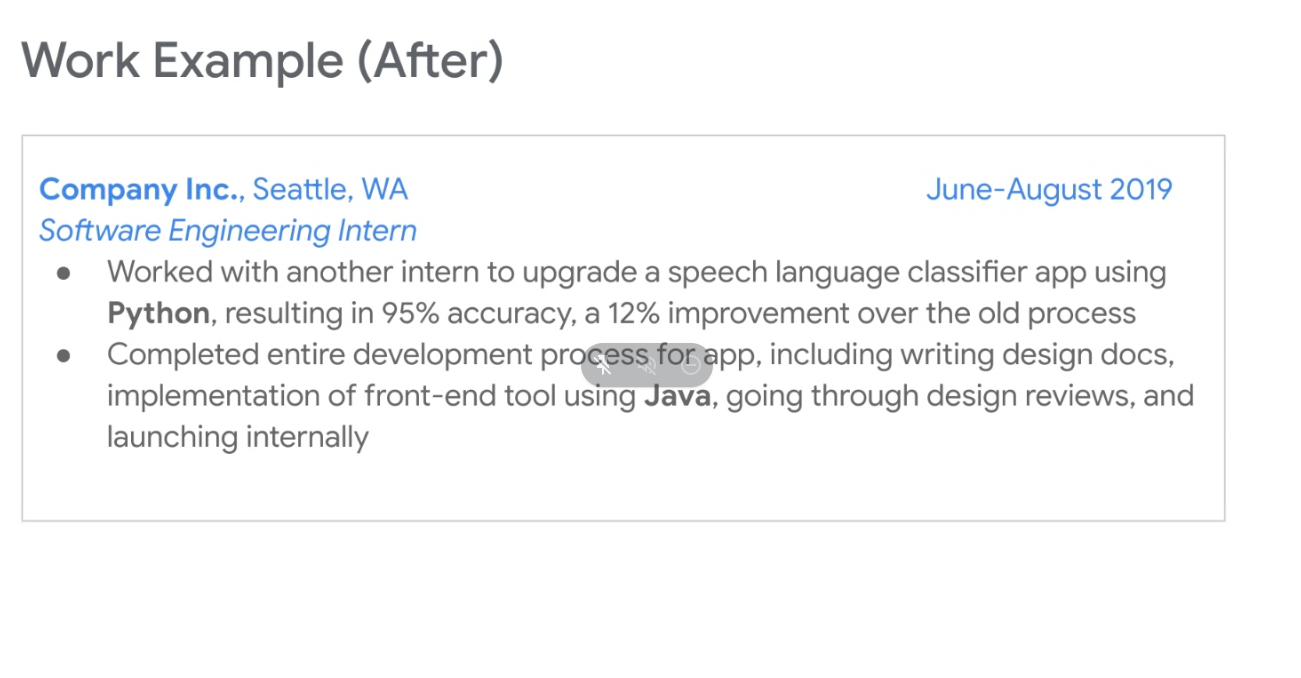 Work Example (After)
Company Inc., Seattle, WA June-August 2019
Software Engineering Intern
● Worked with another intern to upgrade a speech language classifier app using
Python, resulting in 95% accuracy, a 12% improvement over the old process
● Completed entire development process for app, including writing design docs,
implementation of front-end tool using Java, going through design reviews, and
launching internally